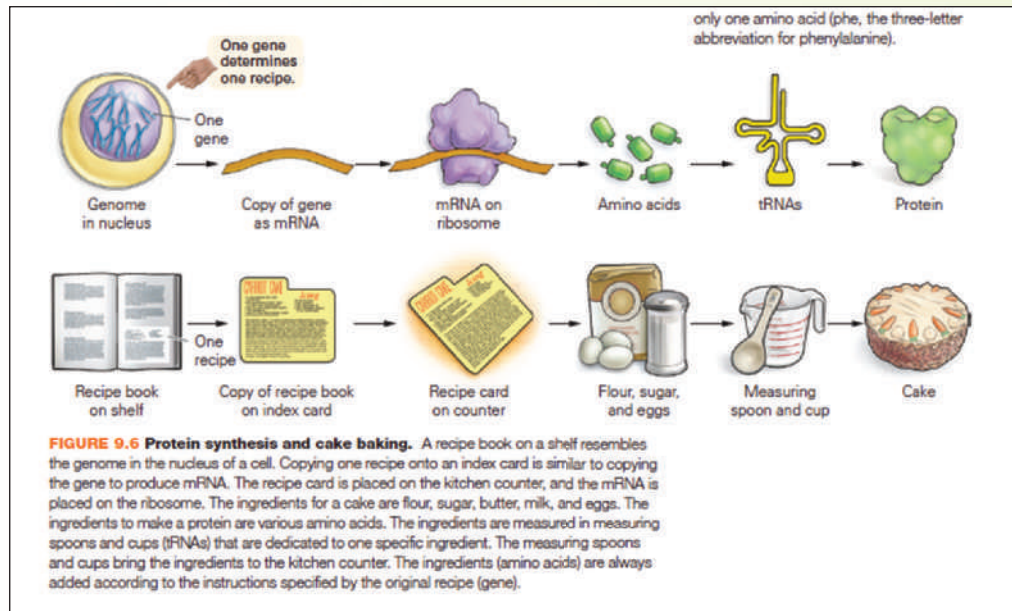 only one amino acid (phe, the three-letter
abbreviation for phenylalanine).
One gene
determines
one recipe.
One
gene
Genome
in nucleus
Copy of gene
as mRNA
mRNA on
ribosome
Amino acids
tRNAs
Protein
CARROT CAKE
One
recipe
Recipe book
on shelf
Copy of recipe book
on index card
CARROT CAKE
Recipe card
on counter
Flour, sugar,
and eggs
Measuring
spoon and cup
Cake
FIGURE 9.6 Protein synthesis and cake baking. A recipe book on a shelf resembles
the genome in the nucleus of a cell. Copying one recipe onto an index card is similar to copying
the gene to produce mRNA. The recipe card is placed on the kitchen counter, and the mRNA is
placed on the ribosome. The ingredients for a cake are flour, sugar, butter, milk, and eggs. The
ingredients to make a protein are various amino acids. The ingredients are measured in measuring
spoons and cups (tRNAs) that are dedicated to one specific ingredient. The measuring spoons
and cups bring the ingredients to the kitchen counter. The ingredients (amino acids) are always
added according to the instructions specified by the original recipe (gene).